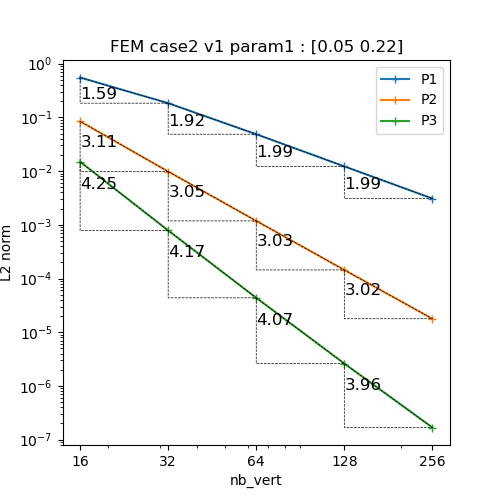 FEM case2 v1 param1 : [0.05 0.22]
P1
P2
P3
10^0
10^-1
10^-2
10^-3
10^-4
10^-5
10^-6
10^-7
L2 norm
1.59
1.92
1.99
1.99
3.11
3.05
3.03
3.02
4.25
4.17
4.07
3.96
16 32 64 128 256
nb_vert